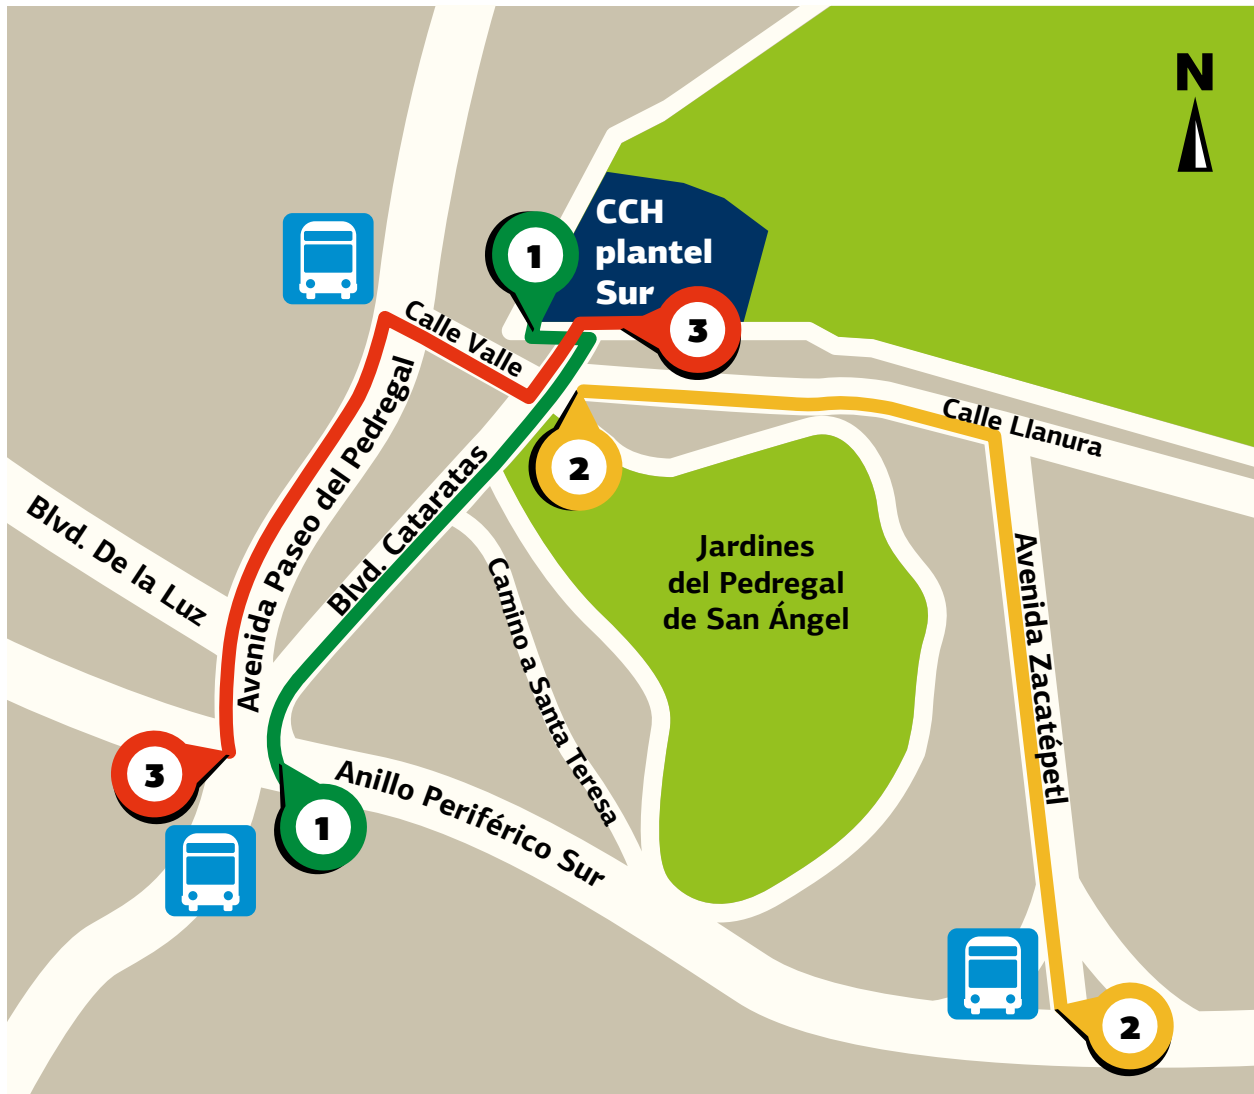 N
CCH
plantel
Sur
1
3
Calle Valle
2
Calle Llanura
Avenida Paseo del Pedregal
Blvd. Cataratas
Blvd. De la Luz
Jardines
del Pedregal
de San Ángel
Camino a Santa Teresa
Avenida Zacatépetl
3
1
Anillo Periférico Sur
2